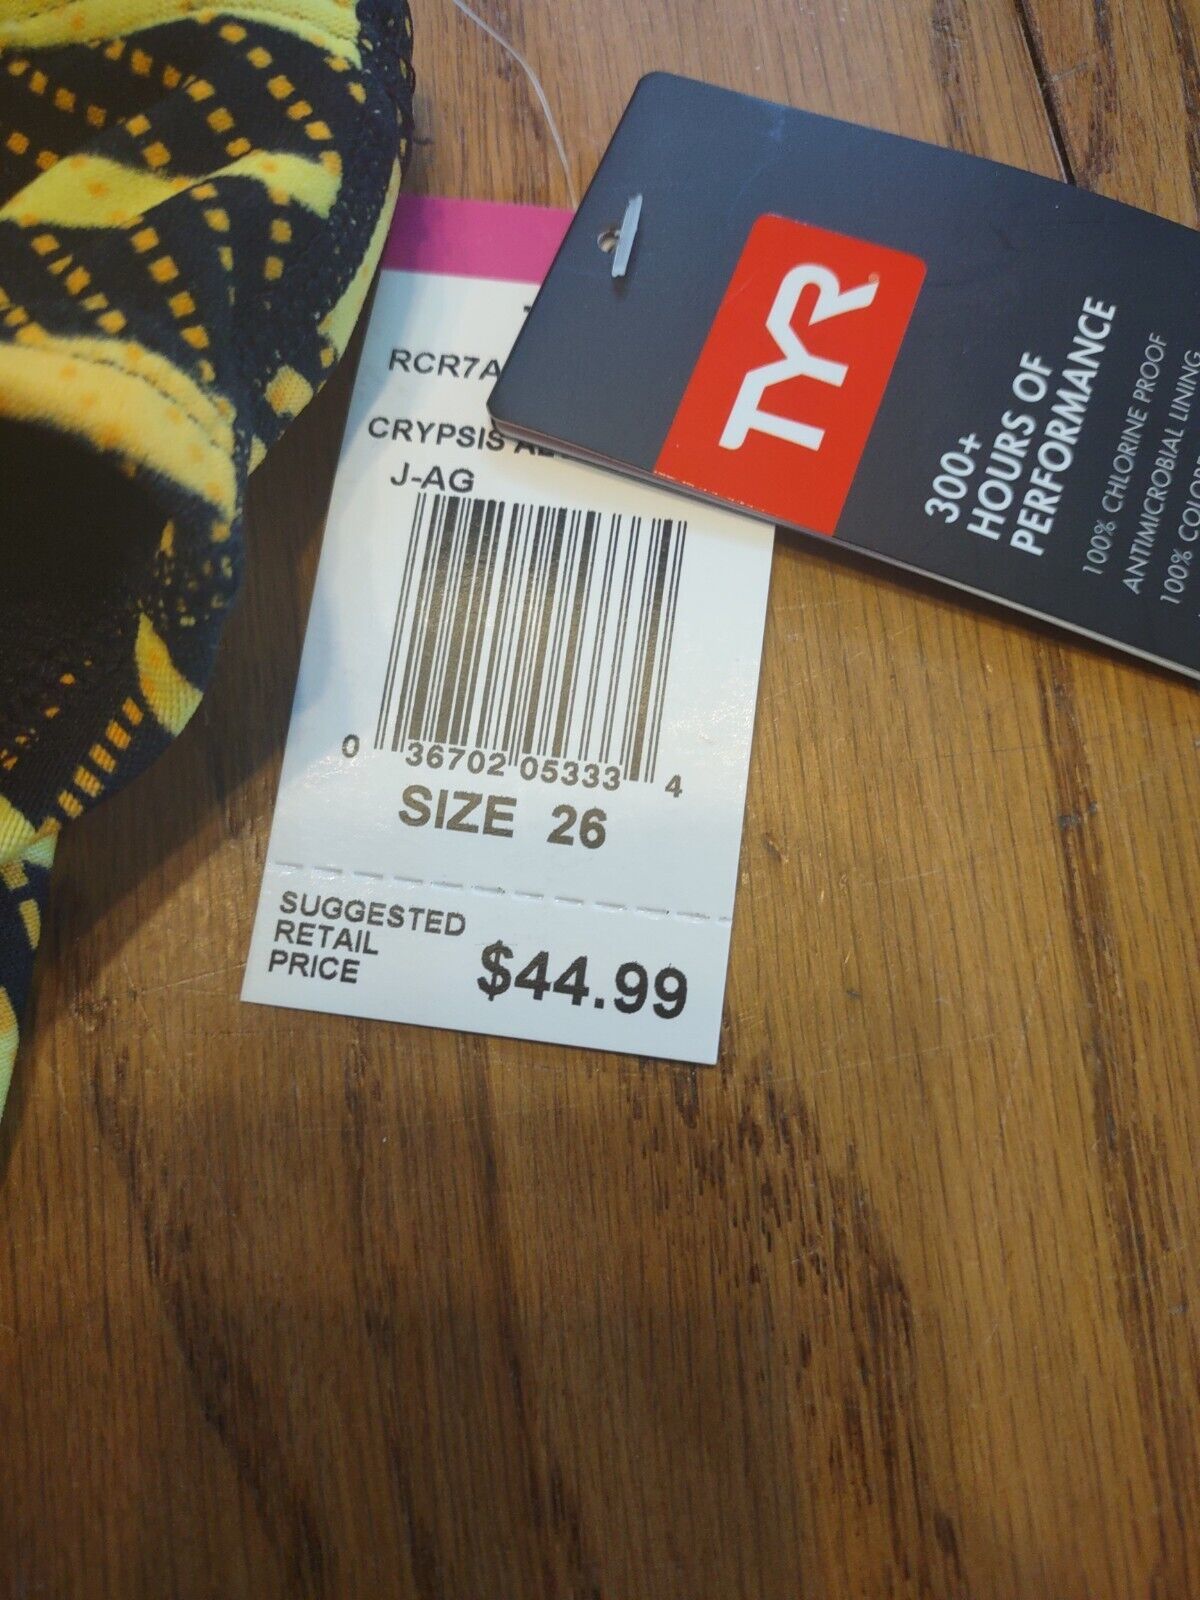 RCR7A
CRYPSIS
J-AG
0 36702 05333 4
SIZE 26
SUGGESTED
RETAIL
PRICE
$44.99
TYR
300+
HOURS OF
PERFORMANCE
100% CHLORINE PROOF
ANTIMICROBIAL LINING
100%